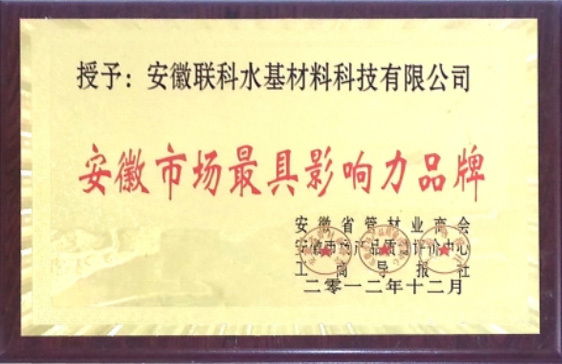 授予：安徽联科水基材料科技有限公司
安徽市场最具影响力品牌
安徽省管材业商会
安徽市场产品质量评价中心
工商导报社
二零一二年十二月